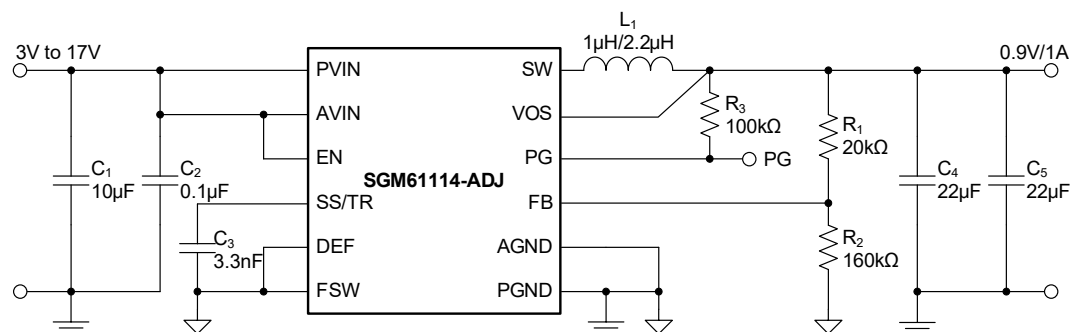 L1
1μH/2.2μH
3V to 17V
0.9V/1A
PVIN
SW
AVIN
VOS
R3
100kΩ
R1
20kΩ
EN
PG
PG
C1
10μF
C2
0.1μF
SGM61114-ADJ
C4
22μF
C5
22μF
SS/TR
FB
C3
3.3nF
R2
160kΩ
DEF
AGND
FSW
PGND